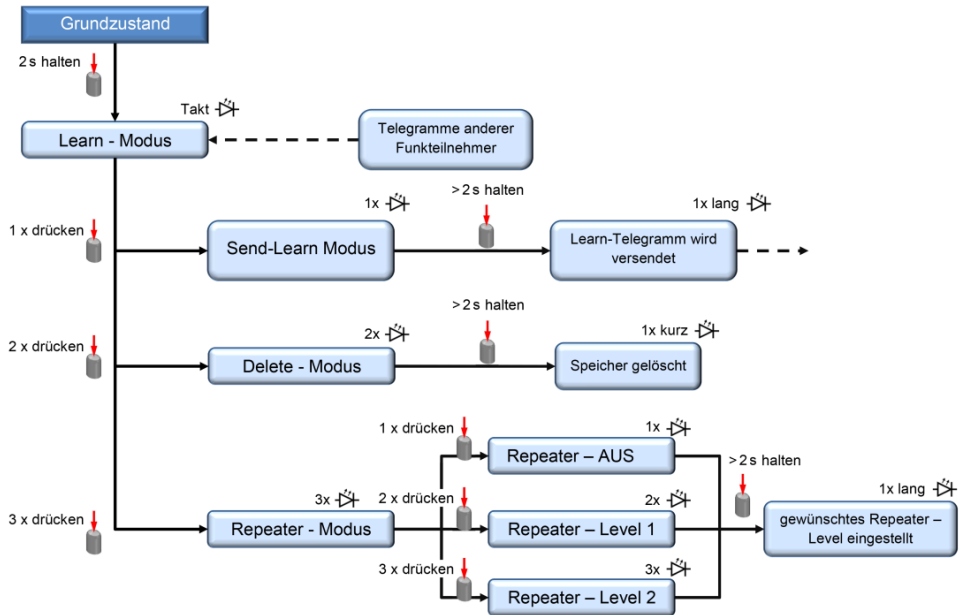 Grundzustand
2 s halten
Takt
Learn - Modus
Telegramme anderer
Funkteilnehmer
1 x drücken
1x
> 2 s halten
1x lang
Send-Learn Modus
Learn-Telegramm wird
versendet
2 x drücken
2x
> 2 s halten
1x kurz
Delete - Modus
Speicher gelöscht
3 x drücken
3x
Repeater - Modus
1 x drücken
1x
Repeater – AUS
2 x drücken
2x
Repeater – Level 1
3 x drücken
3x
Repeater – Level 2
> 2 s halten
1x lang
gewünschtes Repeater –
Level eingestellt